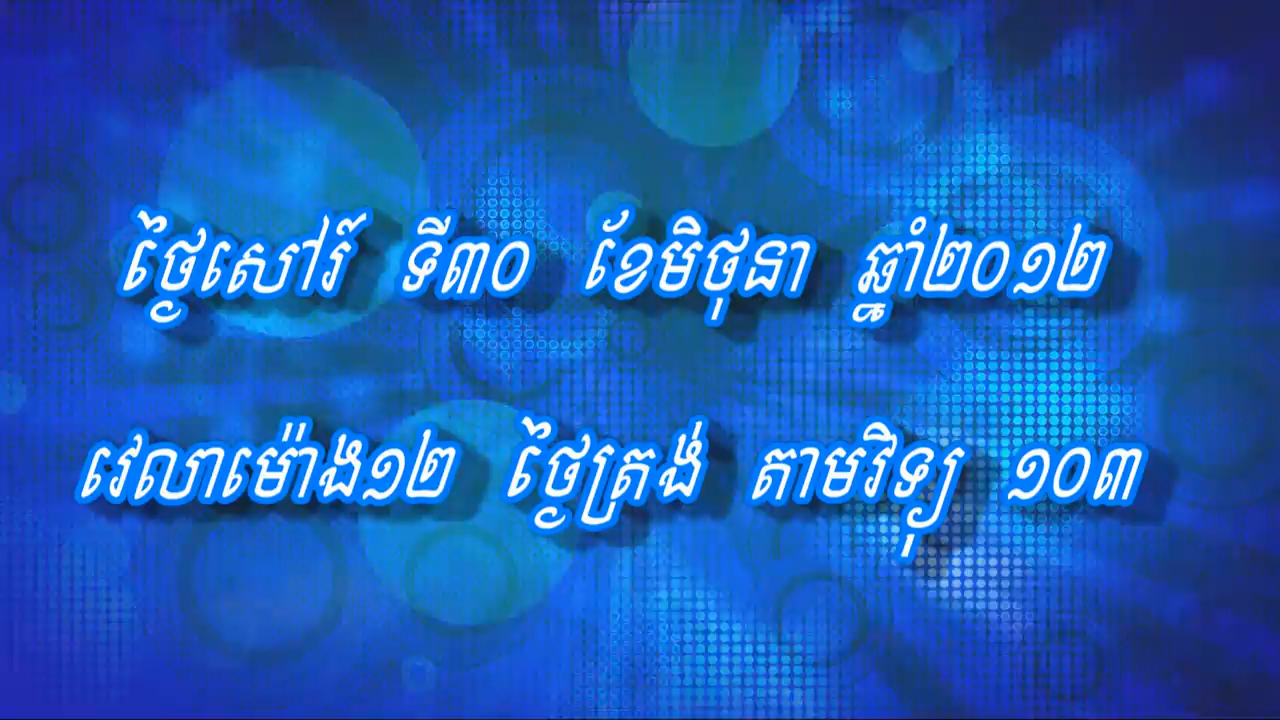 ថ្ងៃសៅរ៍ ទី៣០ ខែមិថុនា ឆ្នាំ២០១២
វេលាម៉ោង១២ ថ្ងៃត្រង់ តាមវិទ្យុ ១០៣